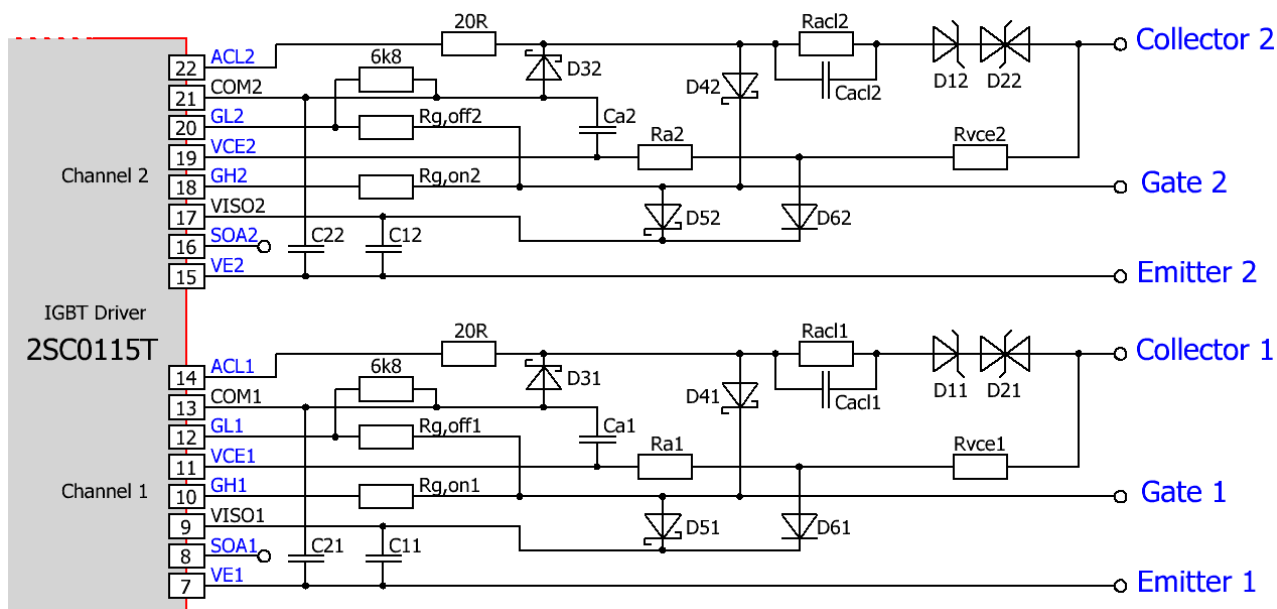 20R
Racl2
Collector 2
22
ACL2
6k8
D32
D12
D22
21
COM2
D42
Cacl2
20
GL2
Rg,off2
Ca2
19
VCE2
Ra2
Rvce2
Channel 2
18
GH2
Rg,on2
Gate 2
17
VISO2
D52
D62
16
SOA2
C22
C12
15
VE2
Emitter 2
IGBT Driver
2SC0115T
20R
Racl1
Collector 1
14
ACL1
6k8
D31
D11
D21
13
COM1
D41
Cacl1
12
GL1
Rg,off1
Ca1
11
VCE1
Ra1
Rvce1
Channel 1
10
GH1
Rg,on1
Gate 1
9
VISO1
D51
D61
8
SOA1
C21
C11
7
VE1
Emitter 1